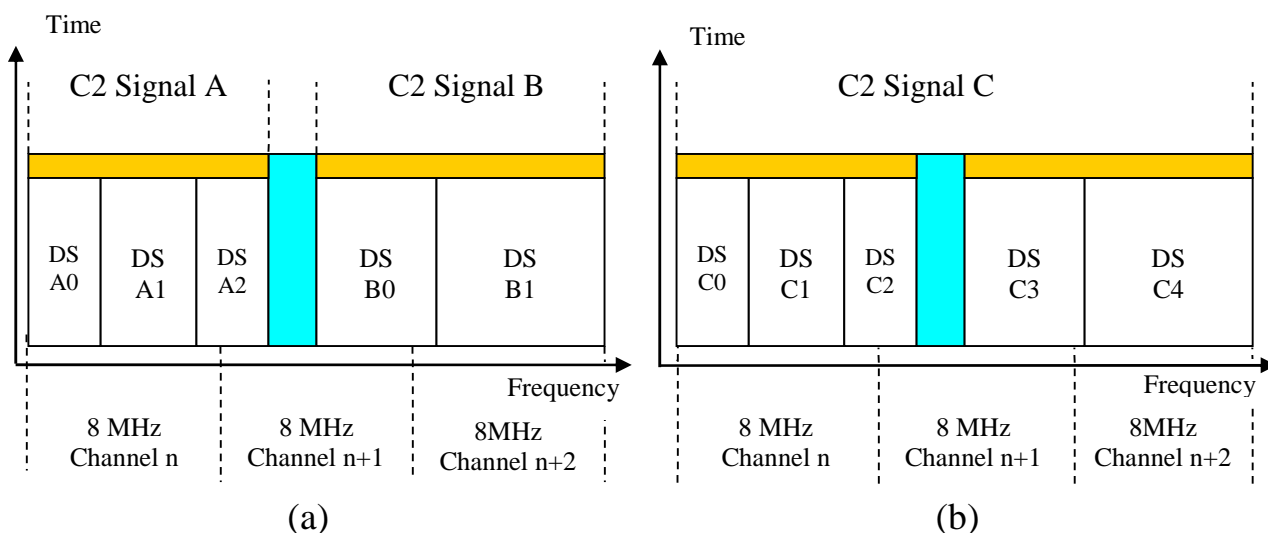 Time
C2 Signal A
C2 Signal B
DS
A0
DS
A1
DS
A2
DS
B0
DS
B1
Frequency
8 MHz
Channel n
8 MHz
Channel n+1
8MHz
Channel n+2
(a)
Time
C2 Signal C
DS
C0
DS
C1
DS
C2
DS
C3
DS
C4
Frequency
8 MHz
Channel n
8 MHz
Channel n+1
8MHz
Channel n+2
(b)